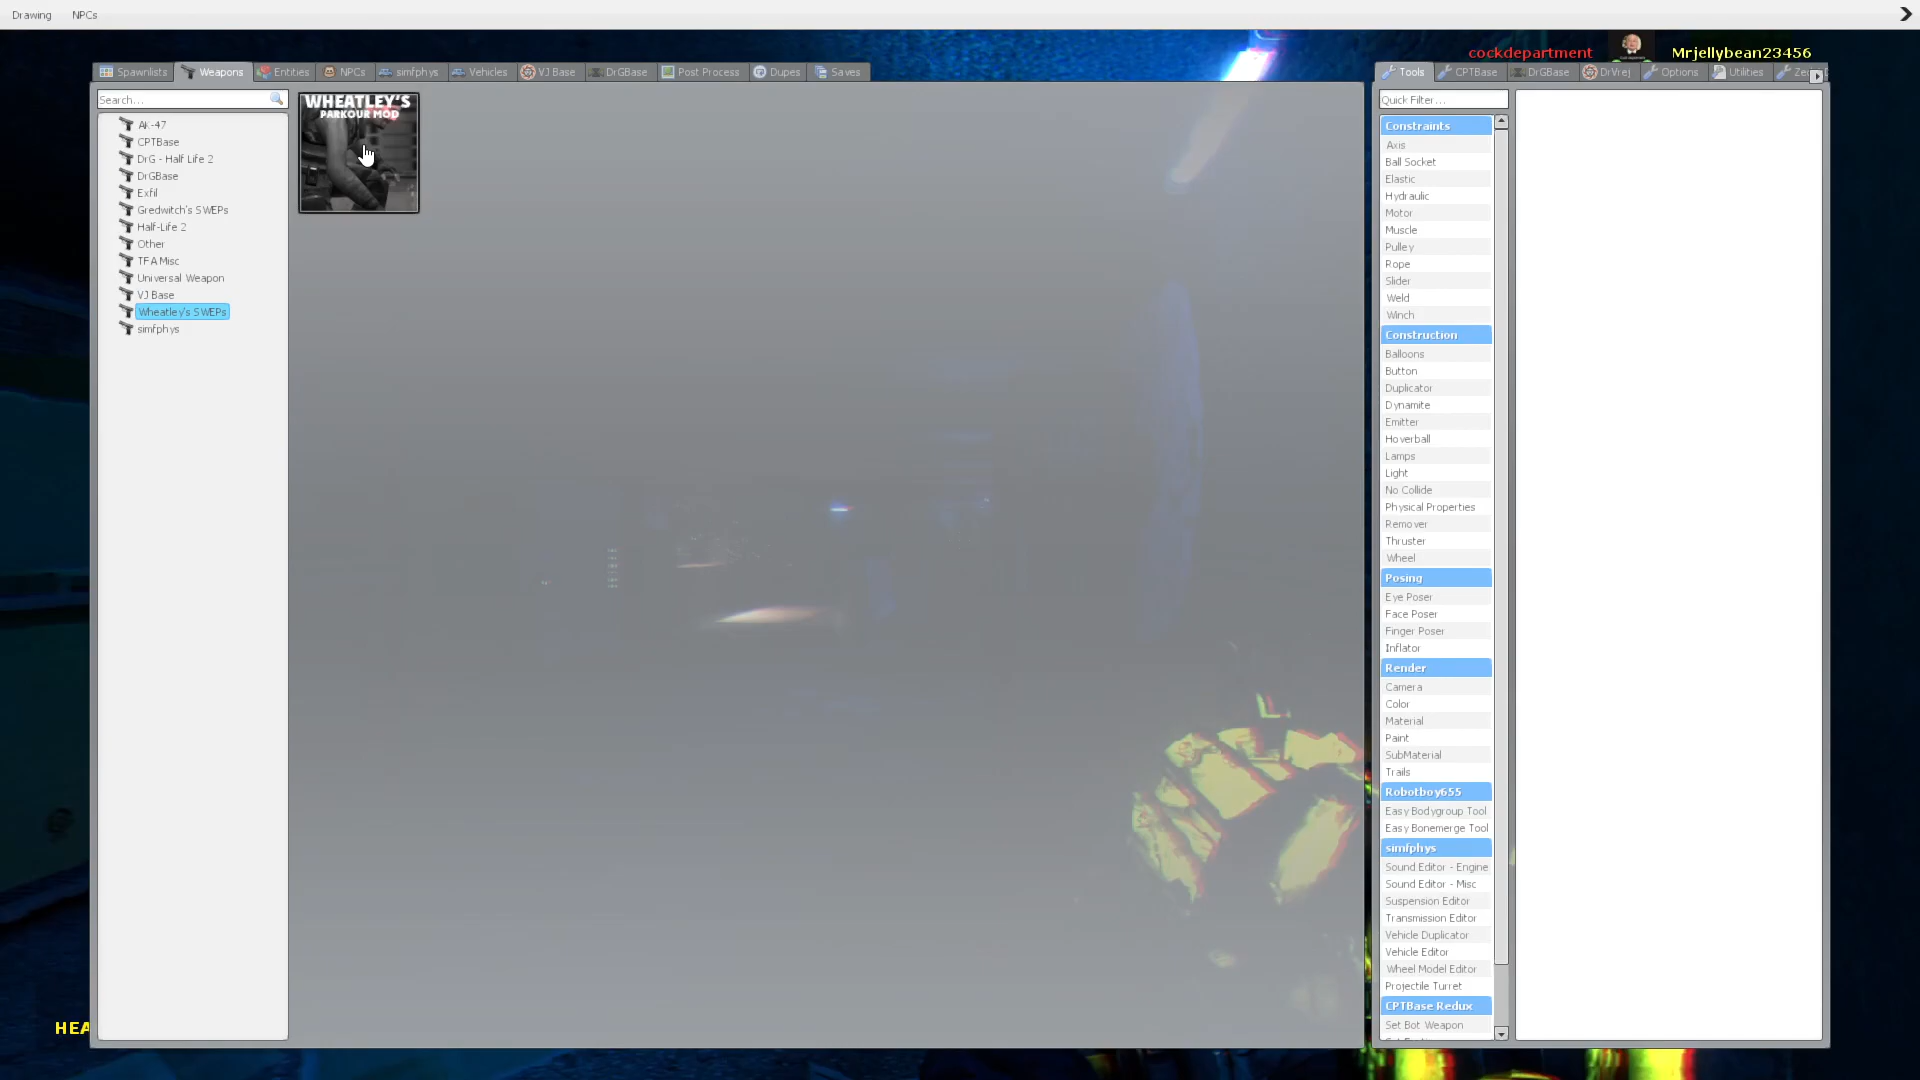 Drawing NPCs
cockdepartment Mrjellybean23456
Spawnlists Weapons Entities NPCs simfphys Vehicles VJ Base DrGBase Post Process Dupes Saves
Tools CPTBase DrGBase DrVrej Options Utilities
Search...
Ak-47
CPTBase
DrG - Half Life 2
DrGBase
Exfil
Gredwitch's SWEPs
Half-Life 2
Other
TFA Misc
Universal Weapon
VJ Base
Wheatley's SWEPs
simfphys
WHEATLEY'S
PARKOUR MOD
Quick Filter...
Constraints
Axis
Ball Socket
Elastic
Hydraulic
Motor
Muscle
Pulley
Rope
Slider
Weld
Winch
Construction
Balloons
Button
Duplicator
Dynamite
Emitter
Hoverball
Lamps
Light
No Collide
Physical Properties
Remover
Thruster
Wheel
Posing
Eye Poser
Face Poser
Finger Poser
Inflator
Render
Camera
Color
Material
Paint
SubMaterial
Trails
Robotboy655
Easy Bodygroup Tool
Easy Bonemerge Tool
simfphys
Sound Editor - Engine
Sound Editor - Misc
Suspension Editor
Transmission Editor
Vehicle Duplicator
Vehicle Editor
Wheel Model Editor
Projectile Turret
CPTBase Redux
Set Bot Weapon
HEA